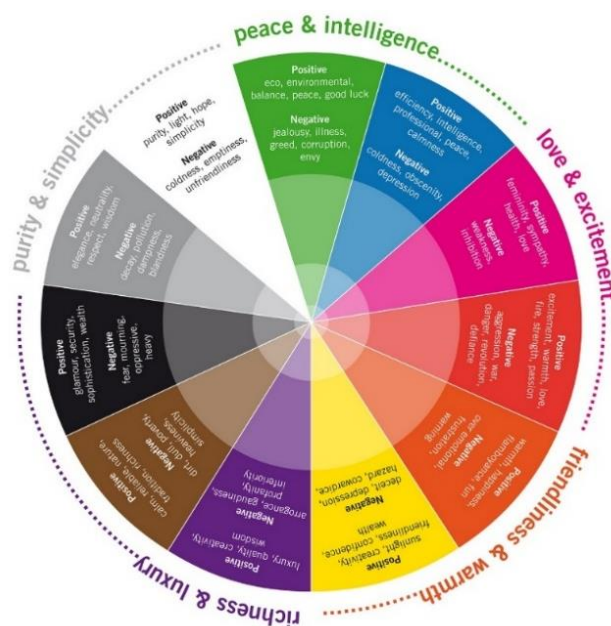 peace & intelligence
Positive
eco, environmental,
balance, peace, good luck
Negative
jealousy, illness,
greed, corruption,
envy
Positive
efficiency, intelligence,
professional, peace,
calmness
Negative
coldness, obscenity,
depression
love & excitement
Positive
femininity, sympathy,
health, love
Negative
weakness,
inhibition
Positive
excitement, warmth, love,
fire, strength, passion
Negative
aggression, war,
danger, revolution,
defiance
friendliness & warmth
Positive
warmth, happiness,
flamboyance, fun
Negative
over emotional,
frustration,
warning
Positive
sunlight, creativity,
friendliness, confidence,
wealth
Negative
deceit, depression,
hazard, cowardice,
richness & luxury
Positive
luxury, quality, creativity,
wisdom
Negative
arrogance, gaudiness,
profanity,
inferiority
Positive
calm, reliable, nature,
tradition, richness
Negative
dirt, dull, poverty,
heaviness,
simplicity
Positive
glamour, security,
sophistication, wealth
Negative
fear, mourning,
oppressive,
heavy
purity & simplicity
Positive
elegance, neutrality,
respect, wisdom
Negative
decay, pollution,
dampness,
blandness
Positive
purity, light, hope,
simplicity
Negative
coldness, emptiness,
unfriendliness